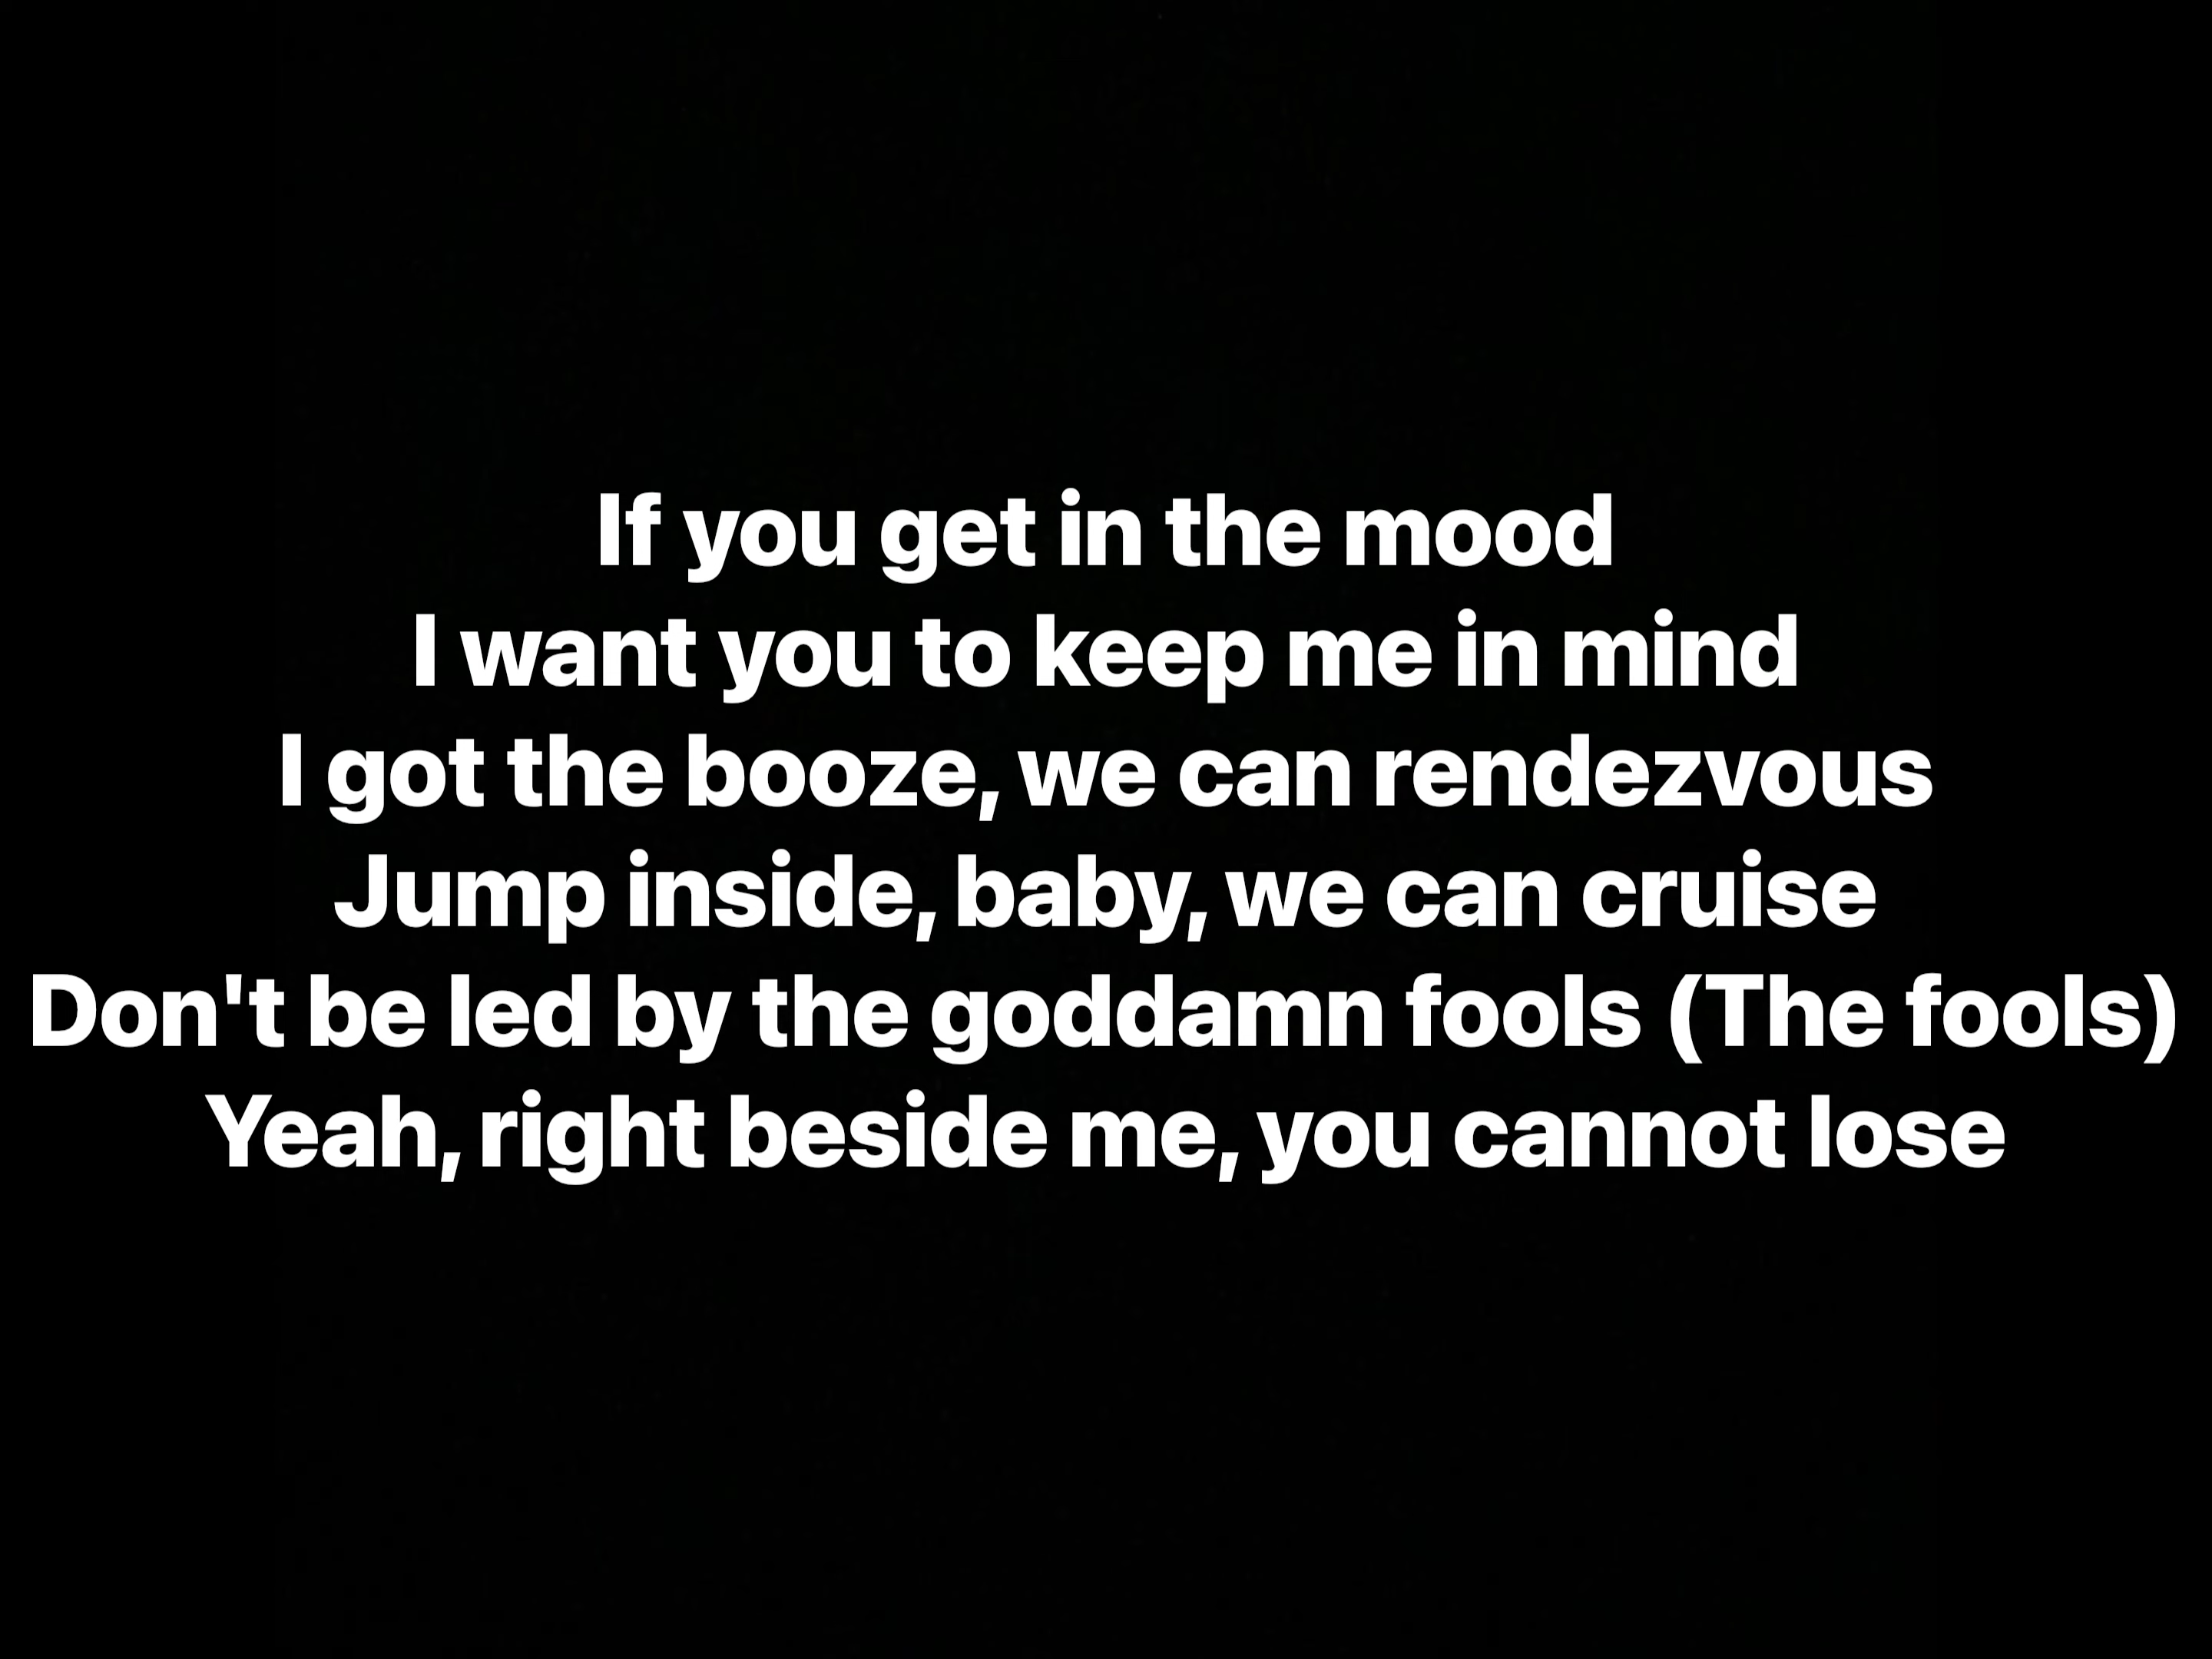 If you get in the mood
I want you to keep me in mind
I got the booze, we can rendezvous
Jump inside, baby, we can cruise
Don't be led by the goddamn fools (The fools)
Yeah, right beside me, you cannot lose